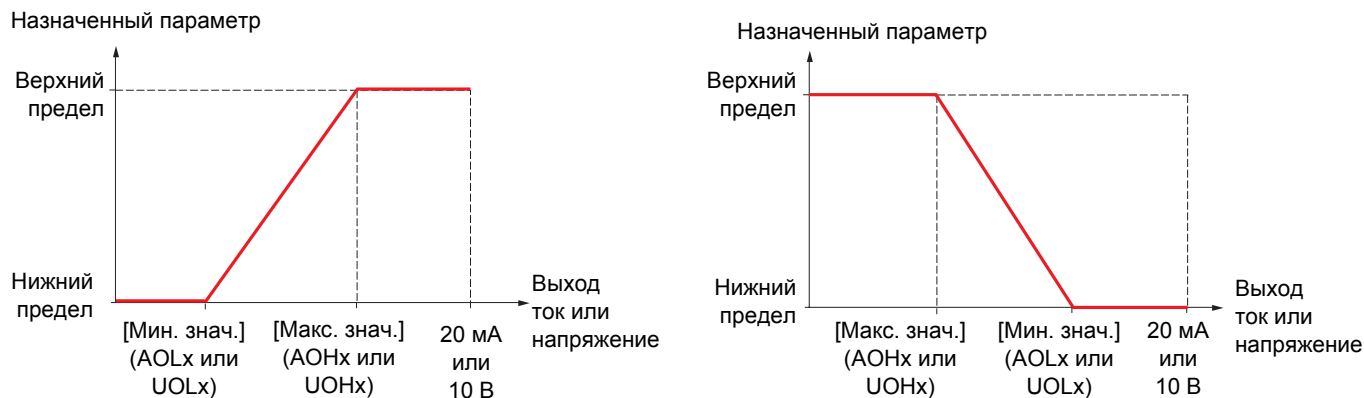 Назначенный параметр
Верхний
предел
Нижний
предел
[Мин. знач.]
(AOLx или
UOLx)
[Макс. знач.]
(AOHx или
UOHx)
20 мА
или
10 В
Выход
ток или
напряжение
Назначенный параметр
Верхний
предел
Нижний
предел
[Макс. знач.]
(AOHx или
UOHx)
[Мин. знач.]
(AOLx или
UOLx)
20 мА
или
10 В
Выход
ток или
напряжение